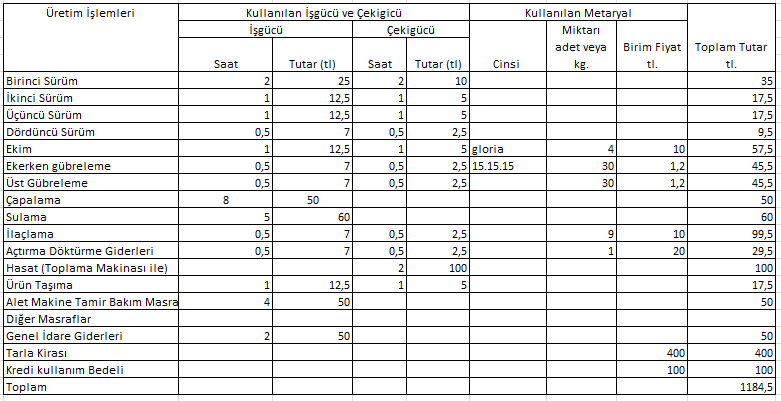 Üretim İşlemleri Kullanılan İşgücü ve Çekigicü Kullanılan Metaryal
İşgücü Çekigücü Miktarı adet veya kg. Birim Fiyat tl. Toplam Tutar tl.
Saat Tutar (tl) Saat Tutar (tl) Cinsi
Birinci Sürüm 2 25 2 10 35
İkinci Sürüm 1 12,5 1 5 17,5
Üçüncü Sürüm 1 12,5 1 5 17,5
Dördüncü Sürüm 0,5 7 0,5 2,5 9,5
Ekim 1 12,5 1 5 gloria 4 10 57,5
Ekerken gübreleme 0,5 7 0,5 2,5 15.15.15 30 1,2 45,5
Üst Gübreleme 0,5 7 0,5 2,5 30 1,2 45,5
Çapalama 8 50 50
Sulama 5 60 60
İlaçlama 0,5 7 0,5 2,5 9 10 99,5
Açtırma Döktürme Giderleri 0,5 7 0,5 2,5 1 20 29,5
Hasat (Toplama Makinası ile) 2 100 100
Ürün Taşıma 1 12,5 1 5 17,5
Alet Makine Tamir Bakım Masra 4 50 50
Diğer Masraflar
Genel İdare Giderleri 2 50 50
Tarla Kirası 400 400
Kredi kullanım Bedeli 100 100
Toplam 1184,5